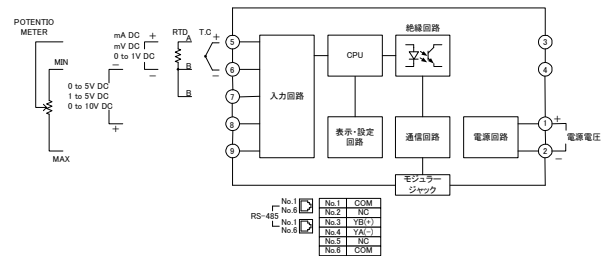 POTENTIO
METER
MIN
MAX
0 to 5V DC
1 to 5V DC
0 to 10V DC
−
+
mA DC +
mV DC
0 to 1V DC
−
RTD
A
B
B
T.C
+
−
5
6
7
8
9
入力回路
CPU
絶縁回路
表示・設定
回路
通信回路
電源回路
モジュラー
ジャック
3
4
1
2
+
−
電源電圧
RS-485
No.1
No.6
No.1
No.6
No.1 COM
No.2 NC
No.3 YB(+)
No.4 YA(−)
No.5 NC
No.6 COM